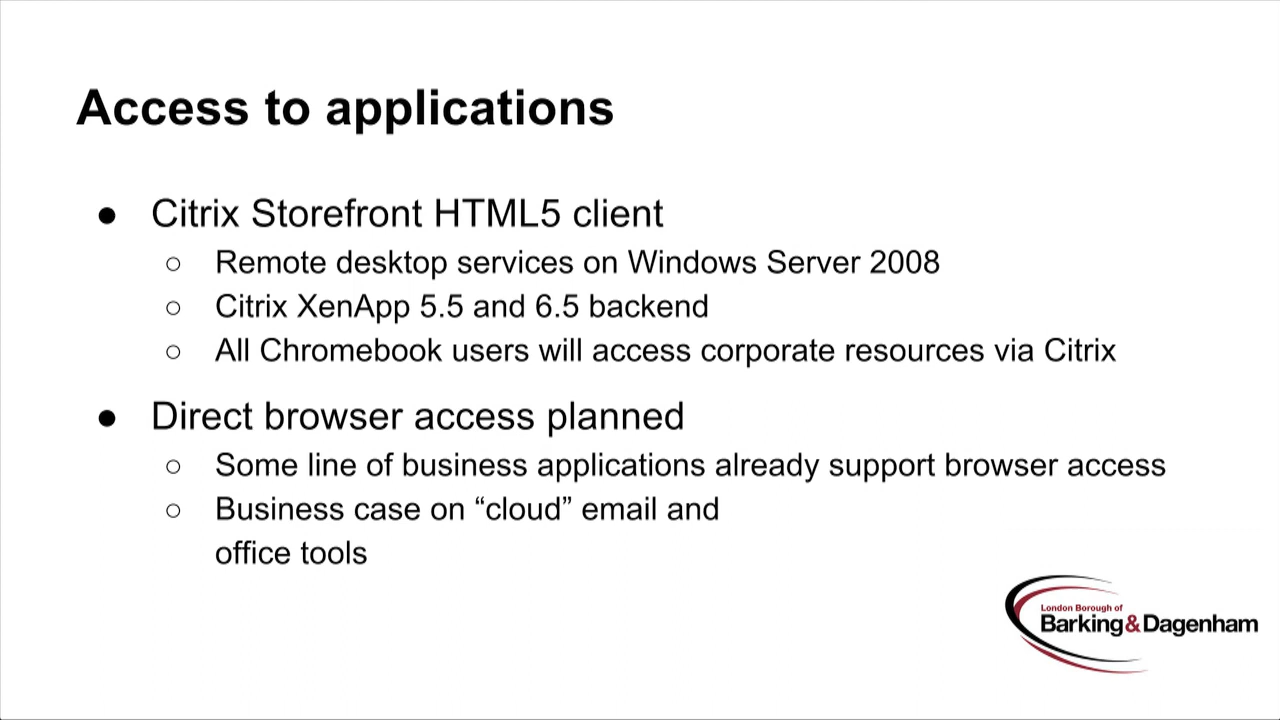 Access to applications
● Citrix Storefront HTML5 client
○ Remote desktop services on Windows Server 2008
○ Citrix XenApp 5.5 and 6.5 backend
○ All Chromebook users will access corporate resources via Citrix
● Direct browser access planned
○ Some line of business applications already support browser access
○ Business case on “cloud” email and
office tools
London Borough of
Barking&Dagenham